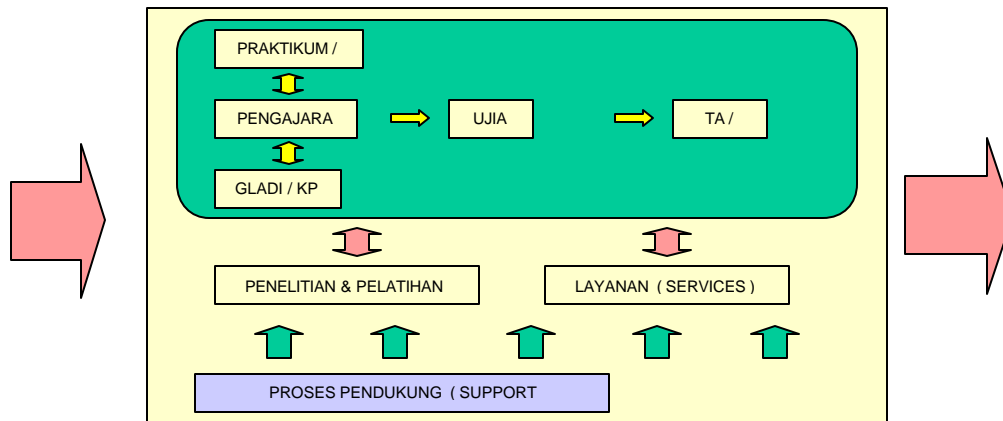 PRAKTIKUM /
PENGAJARA
UJIA
TA /
GLADI / KP
PENELITIAN & PELATIHAN
LAYANAN ( SERVICES )
PROSES PENDUKUNG ( SUPPORT